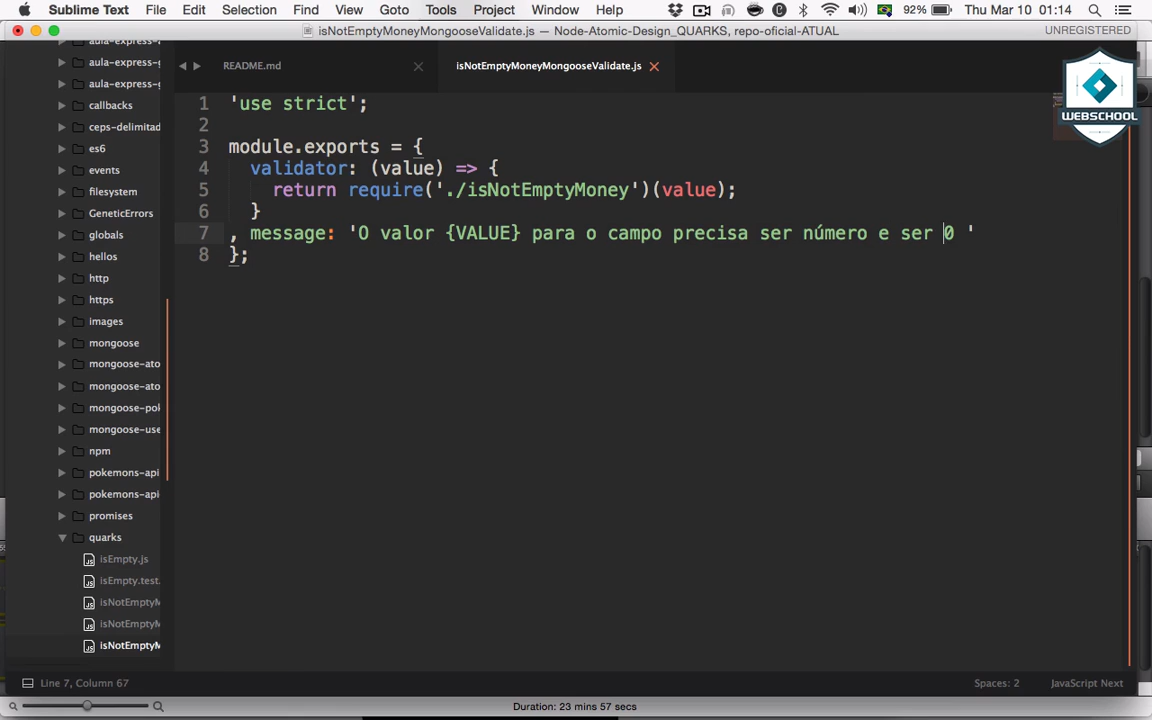 Sublime Text File Edit Selection Find View Goto Tools Project Window Help 92% Thu Mar 10 01:14
isNotEmptyMoneyMongooseValidate.js — Node-Atomic-Design_QUARKS, repo-oficial-ATUAL UNREGISTERED
README.md isNotEmptyMoneyMongooseValidate.js
WEBSCHOOL
aula-express-g
aula-express-g
callbacks
ceps-delimitad
es6
events
filesystem
GeneticErrors
globals
hellos
http
https
images
mongoose
mongoose-ato
mongoose-ato
mongoose-pok
mongoose-use
npm
pokemons-api
pokemons-api
promises
quarks
isEmpty.js
isEmpty.test.
isNotEmptyM
isNotEmptyM
isNotEmptyM
1 'use strict';
2
3 module.exports = {
4 validator: (value) => {
5 return require('./isNotEmptyMoney')(value);
6 }
7 , message: 'O valor {VALUE} para o campo precisa ser número e ser 0 '
8 };
Line 7, Column 67 Spaces: 2 JavaScript Next
Duration: 23 mins 57 secs